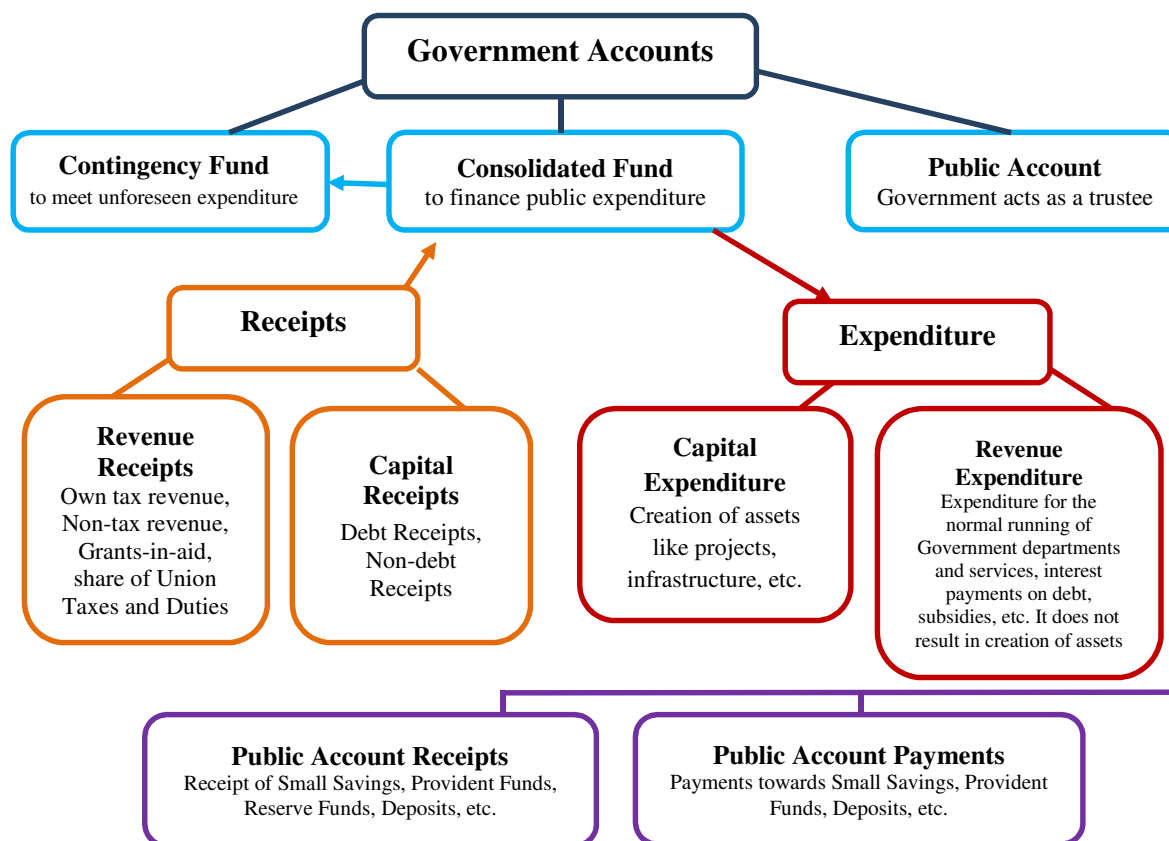 Government Accounts
Contingency Fund
to meet unforeseen expenditure
Consolidated Fund
to finance public expenditure
Public Account
Government acts as a trustee
Receipts
Expenditure
Revenue
Receipts
Own tax revenue,
Non-tax revenue,
Grants-in-aid,
share of Union
Taxes and Duties
Capital
Receipts
Debt Receipts,
Non-debt
Receipts
Capital
Expenditure
Creation of assets
like projects,
infrastructure, etc.
Revenue
Expenditure
Expenditure for the
normal running of
Government departments
and services, interest
payments on debt,
subsidies, etc. It does not
result in creation of assets
Public Account Receipts
Receipt of Small Savings, Provident Funds,
Reserve Funds, Deposits, etc.
Public Account Payments
Payments towards Small Savings, Provident
Funds, Deposits, etc.